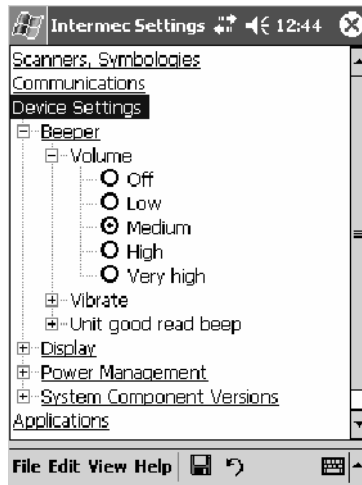 Intermec Settings 12:44
Scanners, Symbologies
Communications
Device Settings
Beeper
Volume
Off
Low
Medium
High
Very high
Vibrate
Unit good read beep
Display
Power Management
System Component Versions
Applications
File Edit View Help